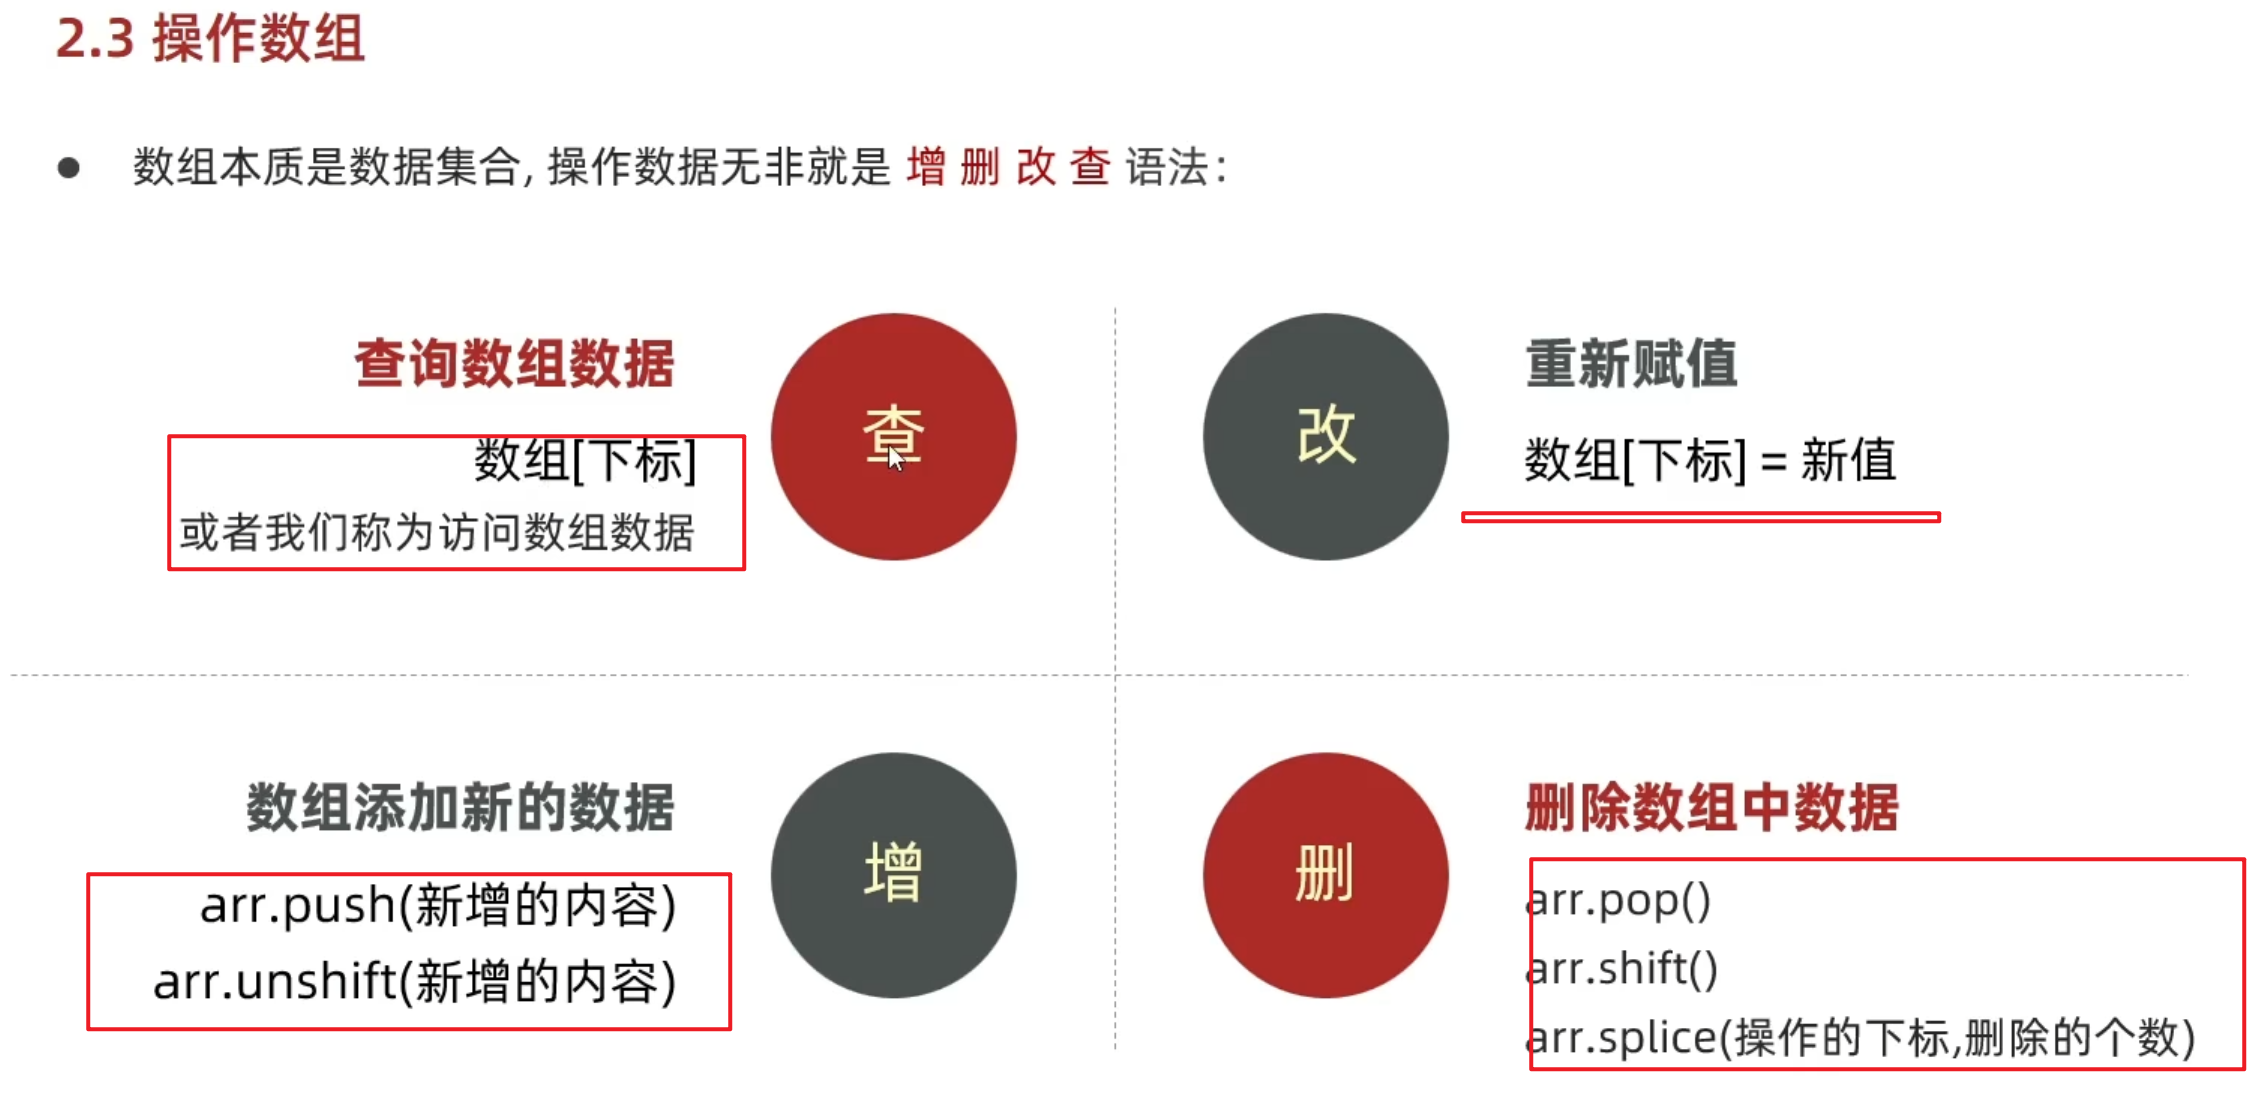 2.3 操作数组
● 数组本质是数据集合, 操作数据无非就是 增 删 改 查 语法：
查询数组数据
数组[下标]
或者我们称为访问数组数据
查
改
重新赋值
数组[下标] = 新值
数组添加新的数据
arr.push(新增的内容)
arr.unshift(新增的内容)
增
删
删除数组中数据
arr.pop()
arr.shift()
arr.splice(操作的下标,删除的个数)